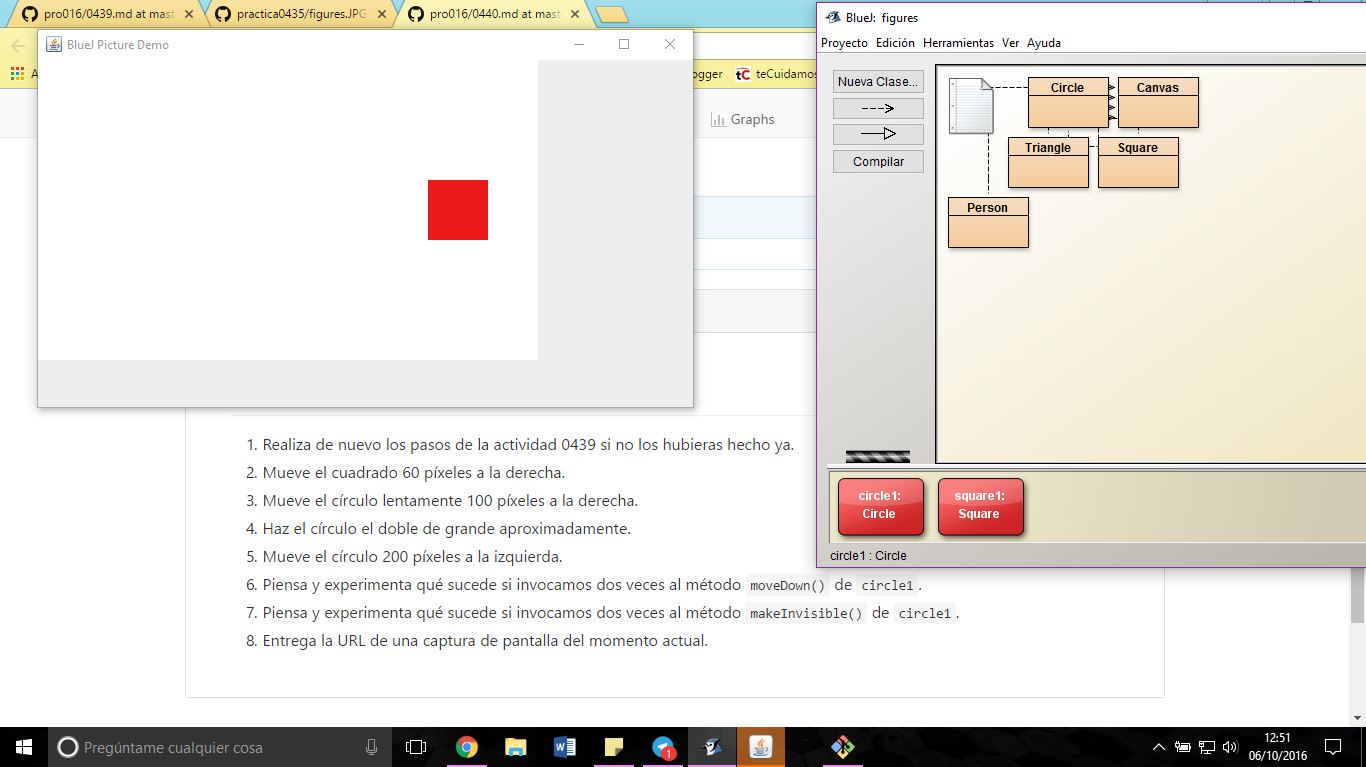 pro016/0439.md at mast
practica0435/figures.JPG
pro016/0440.md at mast
BlueJ Picture Demo
A
ogger
teCuidamos
Graphs
BlueJ: figures
Proyecto Edición Herramientas Ver Ayuda
Nueva Clase...
Compilar
Circle
Canvas
Triangle
Square
Person
circle1:
Circle
square1:
Square
circle1 : Circle
1. Realiza de nuevo los pasos de la actividad 0439 si no los hubieras hecho ya.
2. Mueve el cuadrado 60 píxeles a la derecha.
3. Mueve el círculo lentamente 100 píxeles a la derecha.
4. Haz el círculo el doble de grande aproximadamente.
5. Mueve el círculo 200 píxeles a la izquierda.
6. Piensa y experimenta qué sucede si invocamos dos veces al método moveDown() de circle1.
7. Piensa y experimenta qué sucede si invocamos dos veces al método makeInvisible() de circle1.
8. Entrega la URL de una captura de pantalla del momento actual.
Pregúntame cualquier cosa
1
12:51
06/10/2016